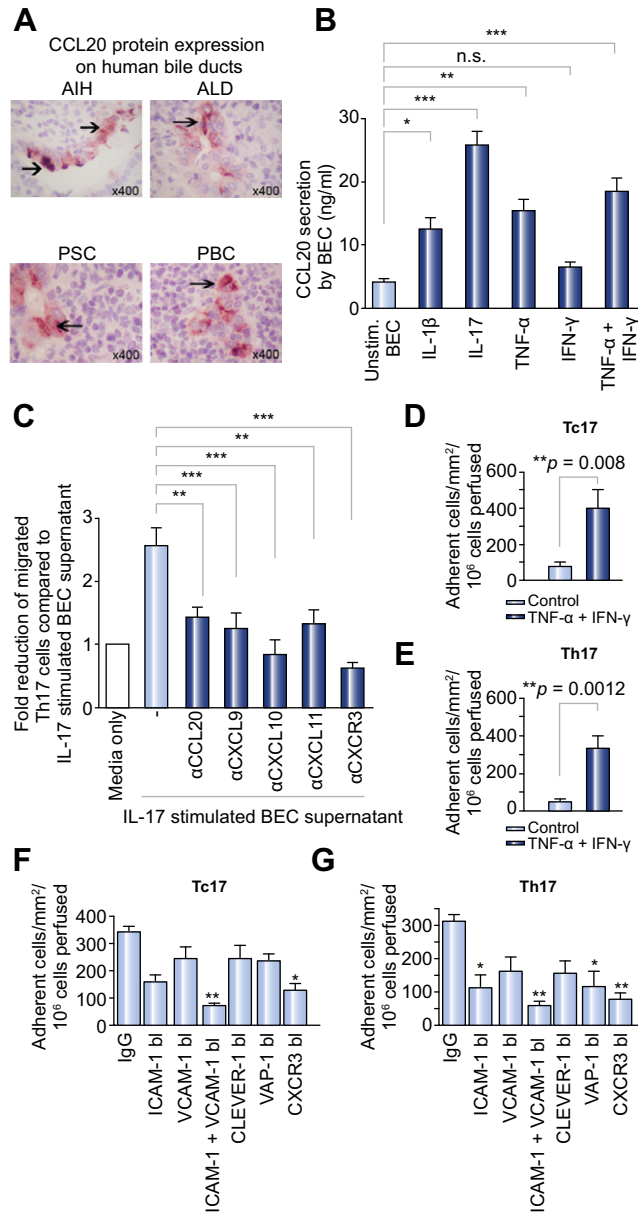 A
CCL20 protein expression
on human bile ducts
AIH
ALD
x400
x400
PSC
PBC
x400
x400
B
***
n.s.
**
***
*
CCL20 secretion
by BEC (ng/ml)
30
20
10
0
Unstim.
BEC
IL-1β
IL-17
TNF-α
IFN-γ
TNF-α +
IFN-γ
C
***
**
***
***
**
Fold reduction of migrated
Th17 cells compared to
IL-17 stimulated BEC supernatant
3
2
1
0
Media only
-
αCCL20
αCXCL9
αCXCL10
αCXCL11
αCXCR3
IL-17 stimulated BEC supernatant
D
Tc17
**p = 0.008
Adherent cells/mm²/
10⁶ cells perfused
600
400
200
0
Control
TNF-α + IFN-γ
E
Th17
**p = 0.0012
Adherent cells/mm²/
10⁶ cells perfused
600
400
200
0
Control
TNF-α + IFN-γ
F
Tc17
Adherent cells/mm²/
10⁶ cells perfused
400
300
200
100
0
**
*
IgG
ICAM-1 bl
VCAM-1 bl
ICAM-1 + VCAM-1 bl
CLEVER-1 bl
VAP-1 bl
CXCR3 bl
G
Th17
Adherent cells/mm²/
10⁶ cells perfused
300
200
100
0
*
**
*
**
IgG
ICAM-1 bl
VCAM-1 bl
ICAM-1 + VCAM-1 bl
CLEVER-1 bl
VAP-1 bl
CXCR3 bl